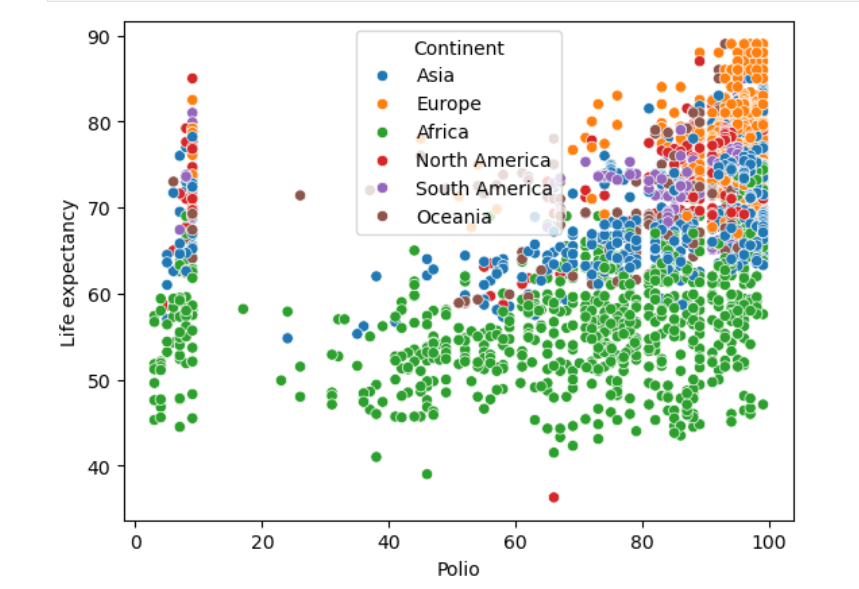 90
80
70
60
50
40
Life expectancy
Continent
Asia
Europe
Africa
North America
South America
Oceania
0 20 40 60 80 100
Polio